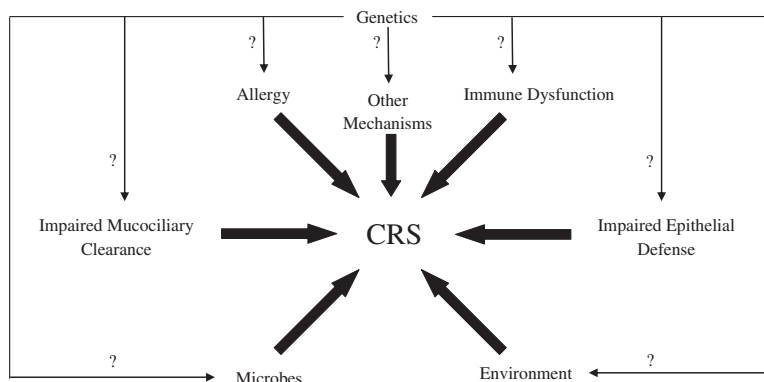 Genetics
? ? ?
Allergy
Other
Mechanisms
Immune Dysfunction
? ?
Impaired Mucociliary
Clearance
CRS
Impaired Epithelial
Defense
? ?
Microbes
Environment